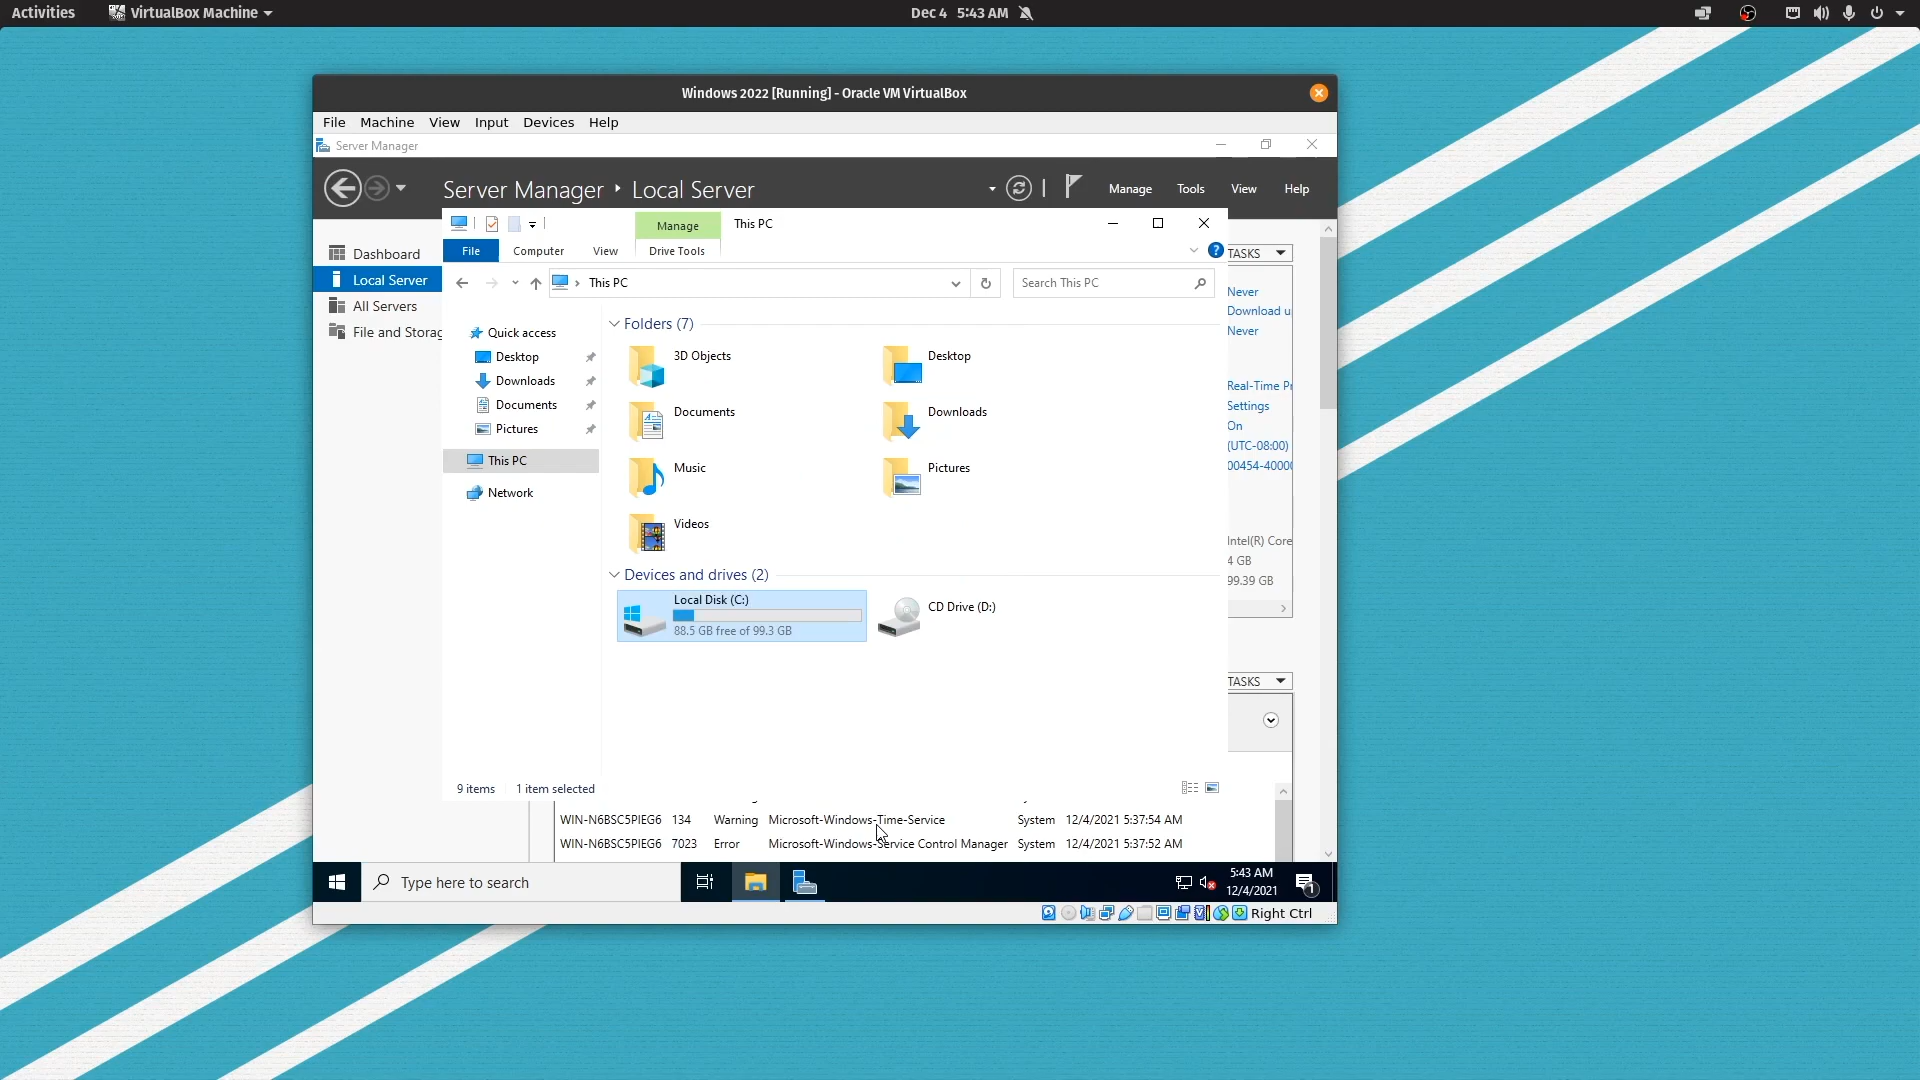 Activities
VirtualBox Machine
Dec 4 5:43 AM
Windows 2022 [Running] - Oracle VM VirtualBox
File Machine View Input Devices Help
Server Manager
Server Manager ‣ Local Server
Manage Tools View Help
Manage
This PC
File Computer View Drive Tools
This PC
Search This PC
Dashboard
Local Server
All Servers
File and Storag
Quick access
Desktop
Downloads
Documents
Pictures
This PC
Network
Folders (7)
3D Objects
Desktop
Documents
Downloads
Music
Pictures
Videos
Devices and drives (2)
Local Disk (C:)
88.5 GB free of 99.3 GB
CD Drive (D:)
9 items 1 item selected
TASKS
Never
Download u
Never
Real-Time Pr
Settings
On
(UTC-08:00)
00454-40000
Intel(R) Core
4 GB
99.39 GB
TASKS
WIN-N6BSC5PIEG6 134 Warning Microsoft-Windows-Time-Service System 12/4/2021 5:37:54 AM
WIN-N6BSC5PIEG6 7023 Error Microsoft-Windows-Service Control Manager System 12/4/2021 5:37:52 AM
Type here to search
5:43 AM
12/4/2021
1
Right Ctrl